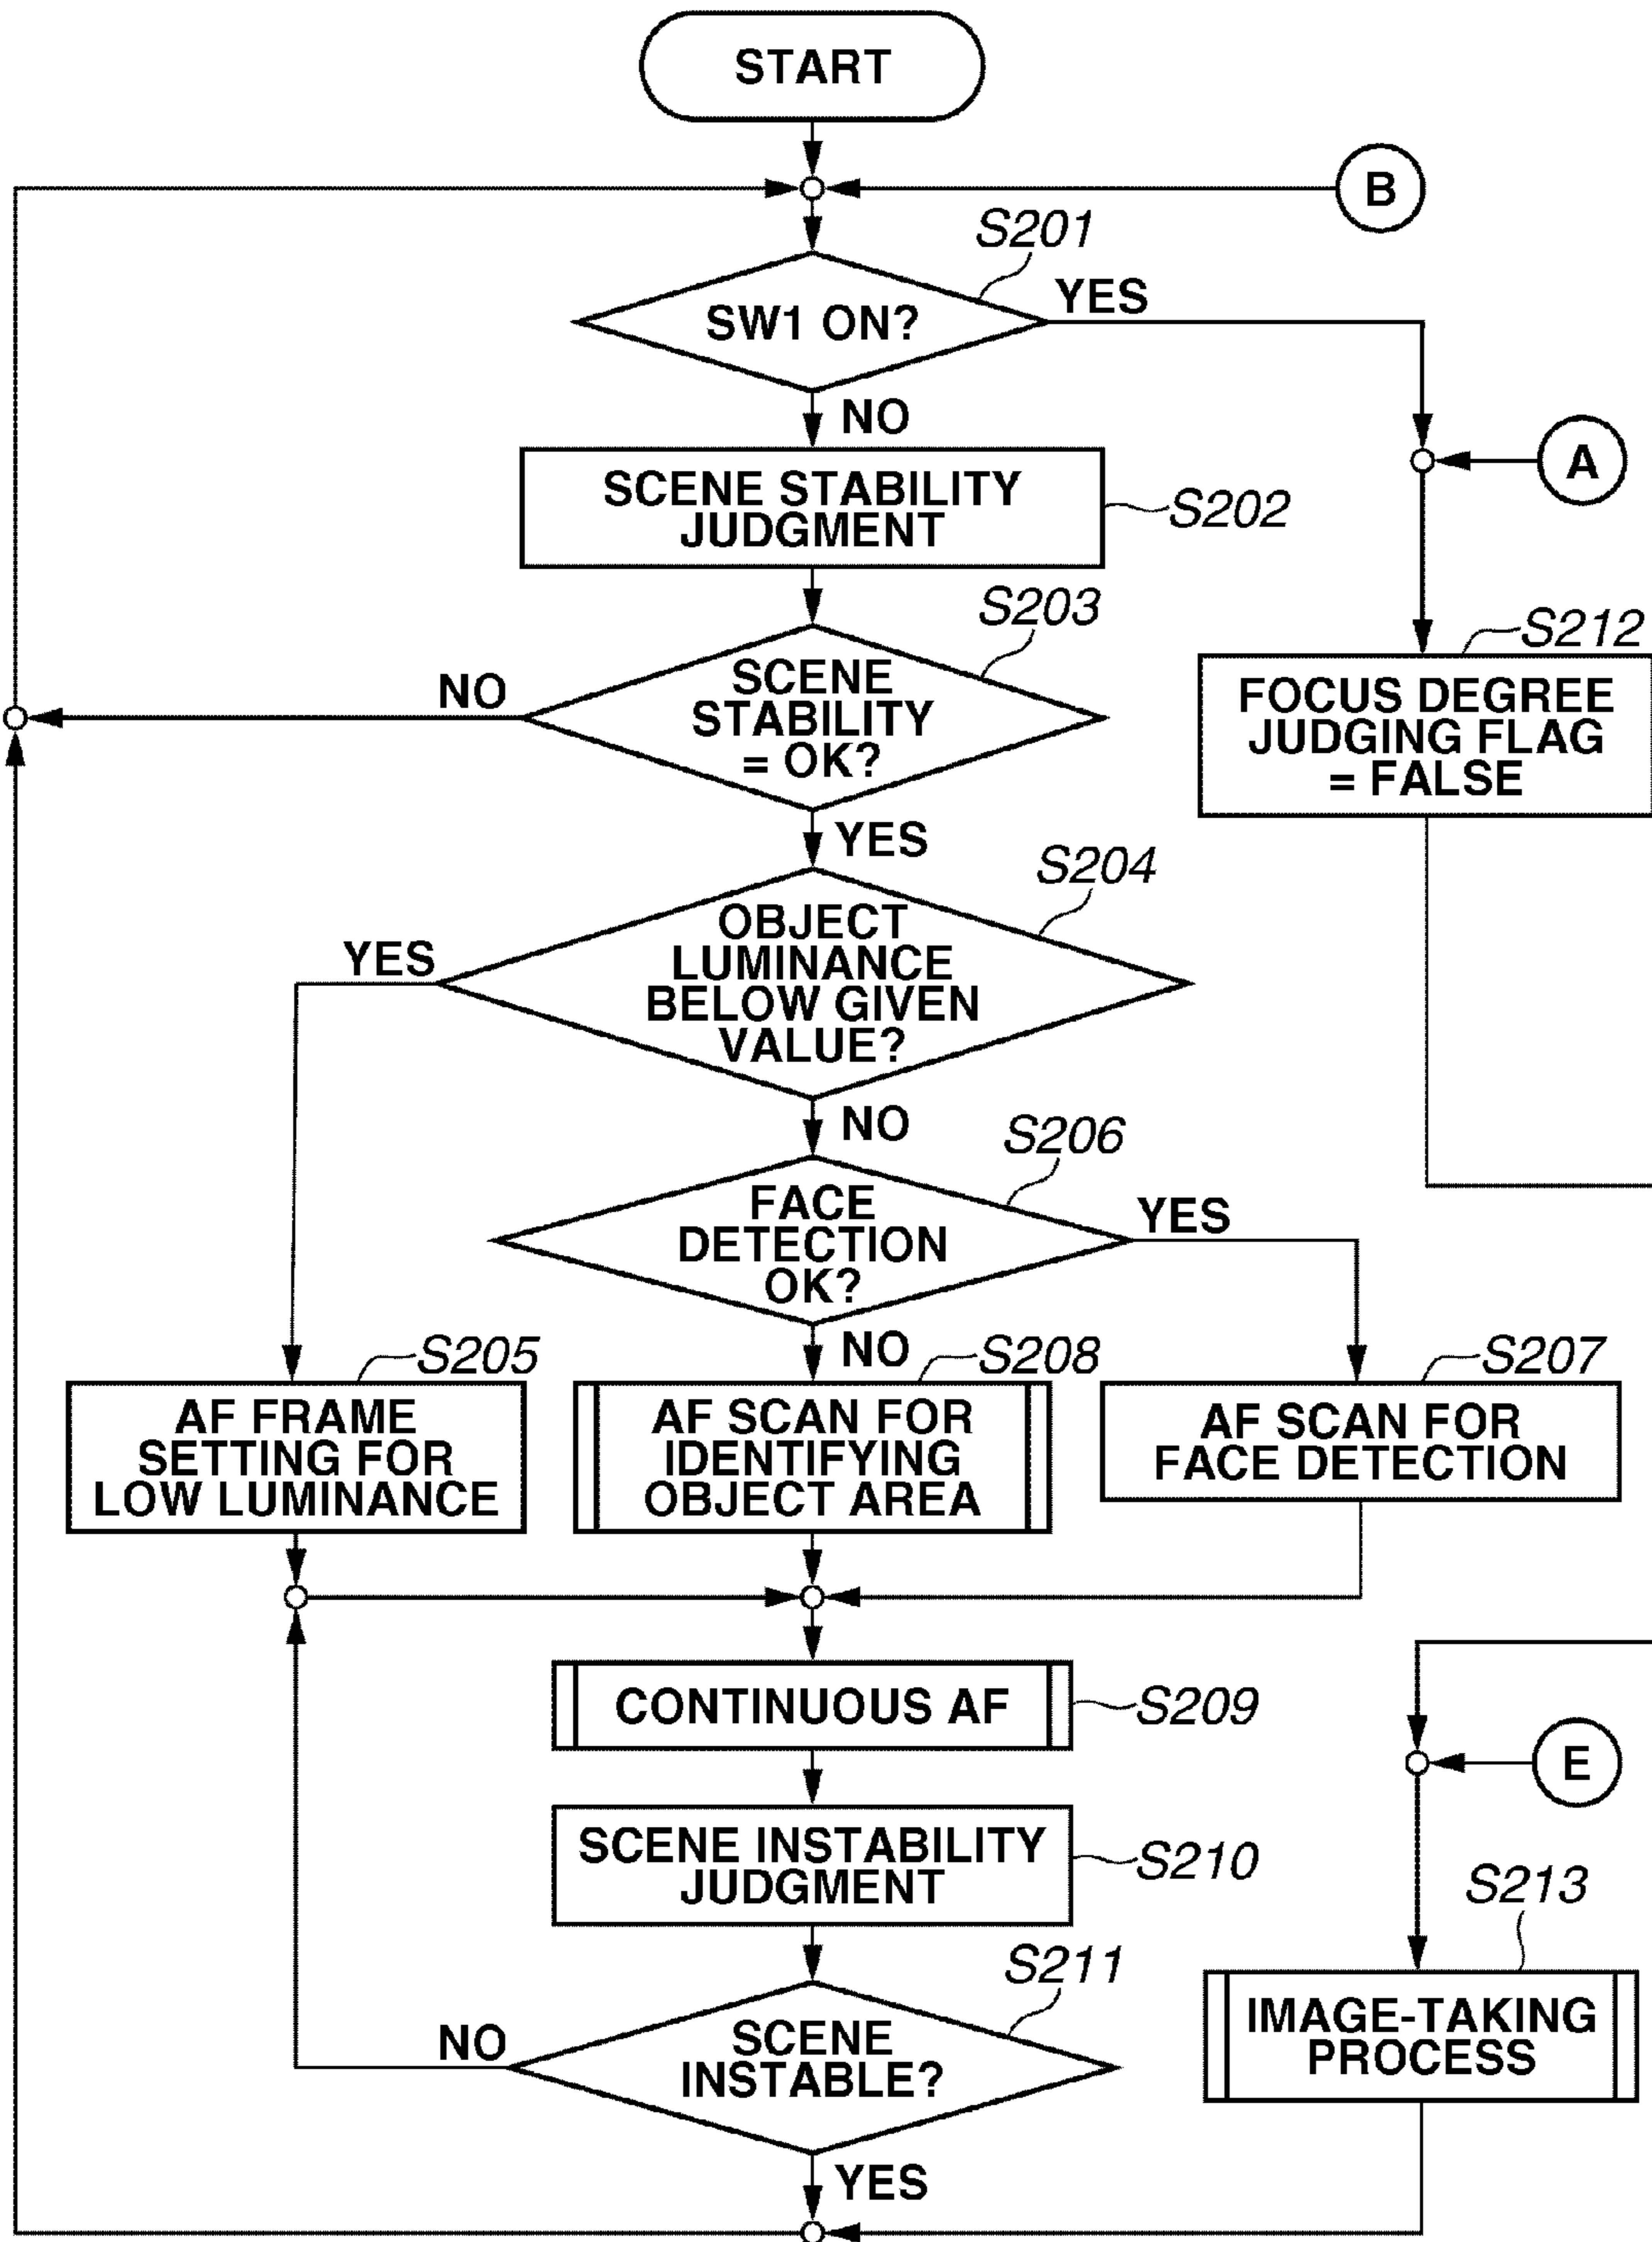 START
B
S201
SW1 ON?
YES
NO
A
SCENE STABILITY
JUDGMENT
S202
S203
SCENE
STABILITY
= OK?
NO
YES
S212
FOCUS DEGREE
JUDGING FLAG
= FALSE
S204
OBJECT
LUMINANCE
BELOW GIVEN
VALUE?
YES
NO
S206
FACE
DETECTION
OK?
YES
NO
S205
AF FRAME
SETTING FOR
LOW LUMINANCE
S208
AF SCAN FOR
IDENTIFYING
OBJECT AREA
S207
AF SCAN FOR
FACE DETECTION
CONTINUOUS AF
S209
E
SCENE INSTABILITY
JUDGMENT
S210
S213
IMAGE-TAKING
PROCESS
S211
SCENE
INSTABLE?
NO
YES